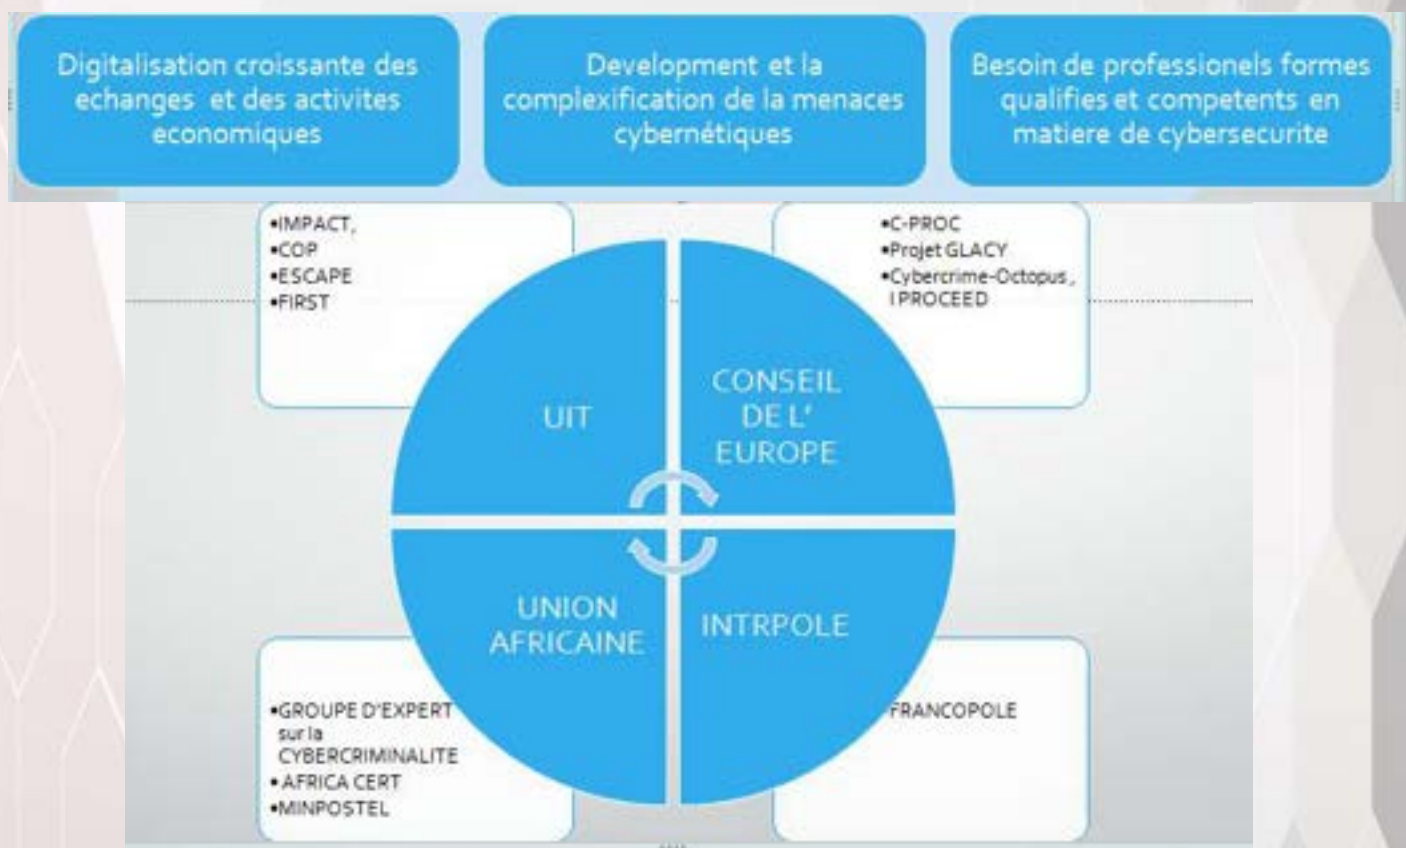 Digitalisation croissante des
echanges et des activites
economiques
Development et la
complexification de la menaces
cybernétiques
Besoin de professionels formes
qualifies et competents en
matiere de cybersecurite
•IMPACT,
•COP
•ESCAPE
•FIRST
•C-PROC
•Projet GLACY
•Cybercrime-Octopus,
I PROCEED
UIT
CONSEIL
DE L'
EUROPE
UNION
AFRICAINE
INTRPOLE
•GROUPE D'EXPERT
sur la
CYBERCRIMINALITE
•AFRICA CERT
•MINPOSTEL
FRANCOPOLE